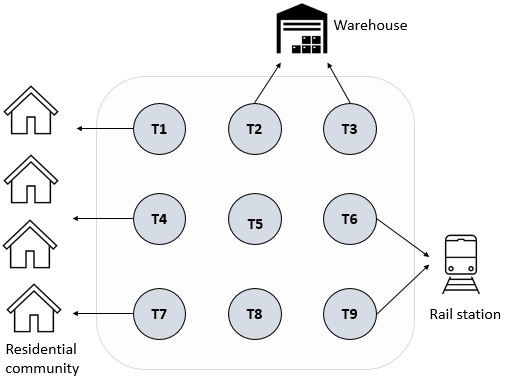 Warehouse
T1
T2
T3
T4
T5
T6
T7
T8
T9
Rail station
Residential
community